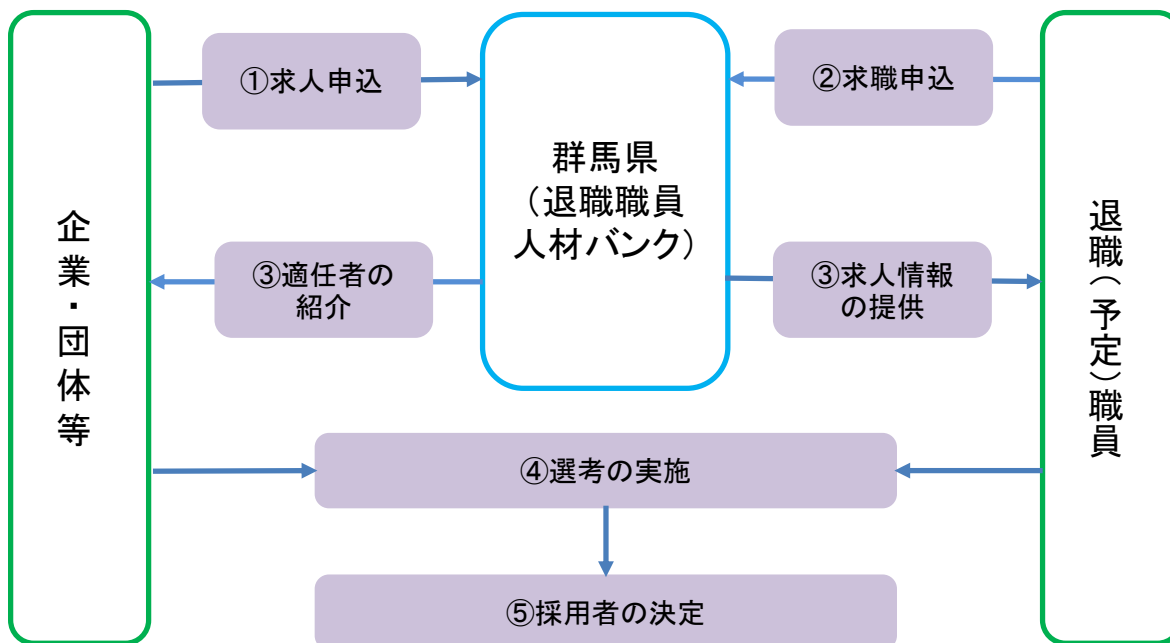 ①求人申込
②求職申込
群馬県
（退職職員
人材バンク）
企業・団体等
退職（予定）職員
③適任者の
紹介
③求人情報
の提供
④選考の実施
⑤採用者の決定